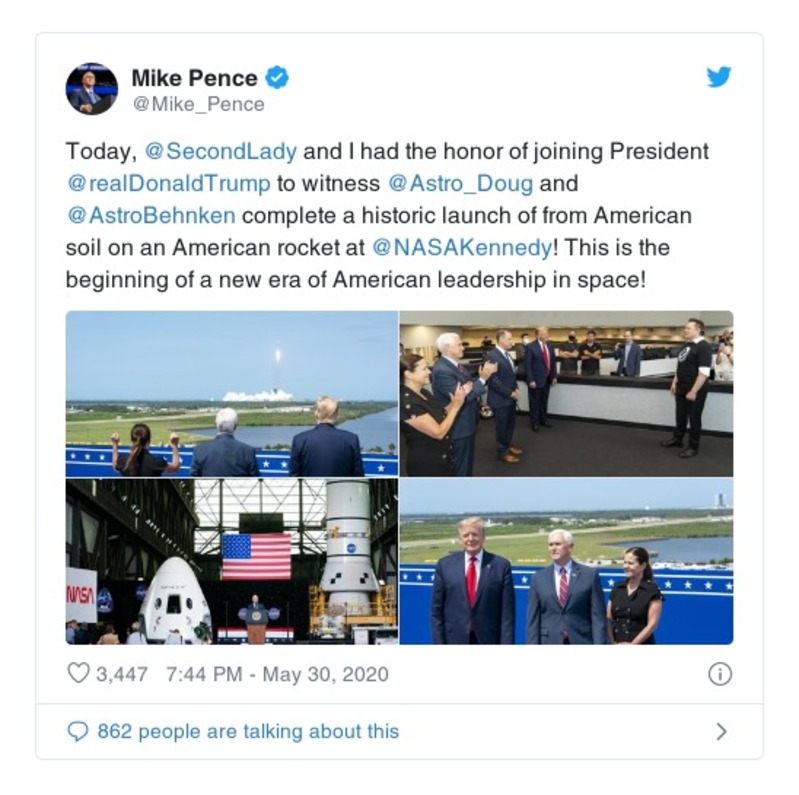 Mike Pence
@Mike_Pence
Today, @SecondLady and I had the honor of joining President
@realDonaldTrump to witness @Astro_Doug and
@AstroBehnken complete a historic launch of from American
soil on an American rocket at @NASAKennedy! This is the
beginning of a new era of American leadership in space!
NASA
3,447 7:44 PM - May 30, 2020
862 people are talking about this